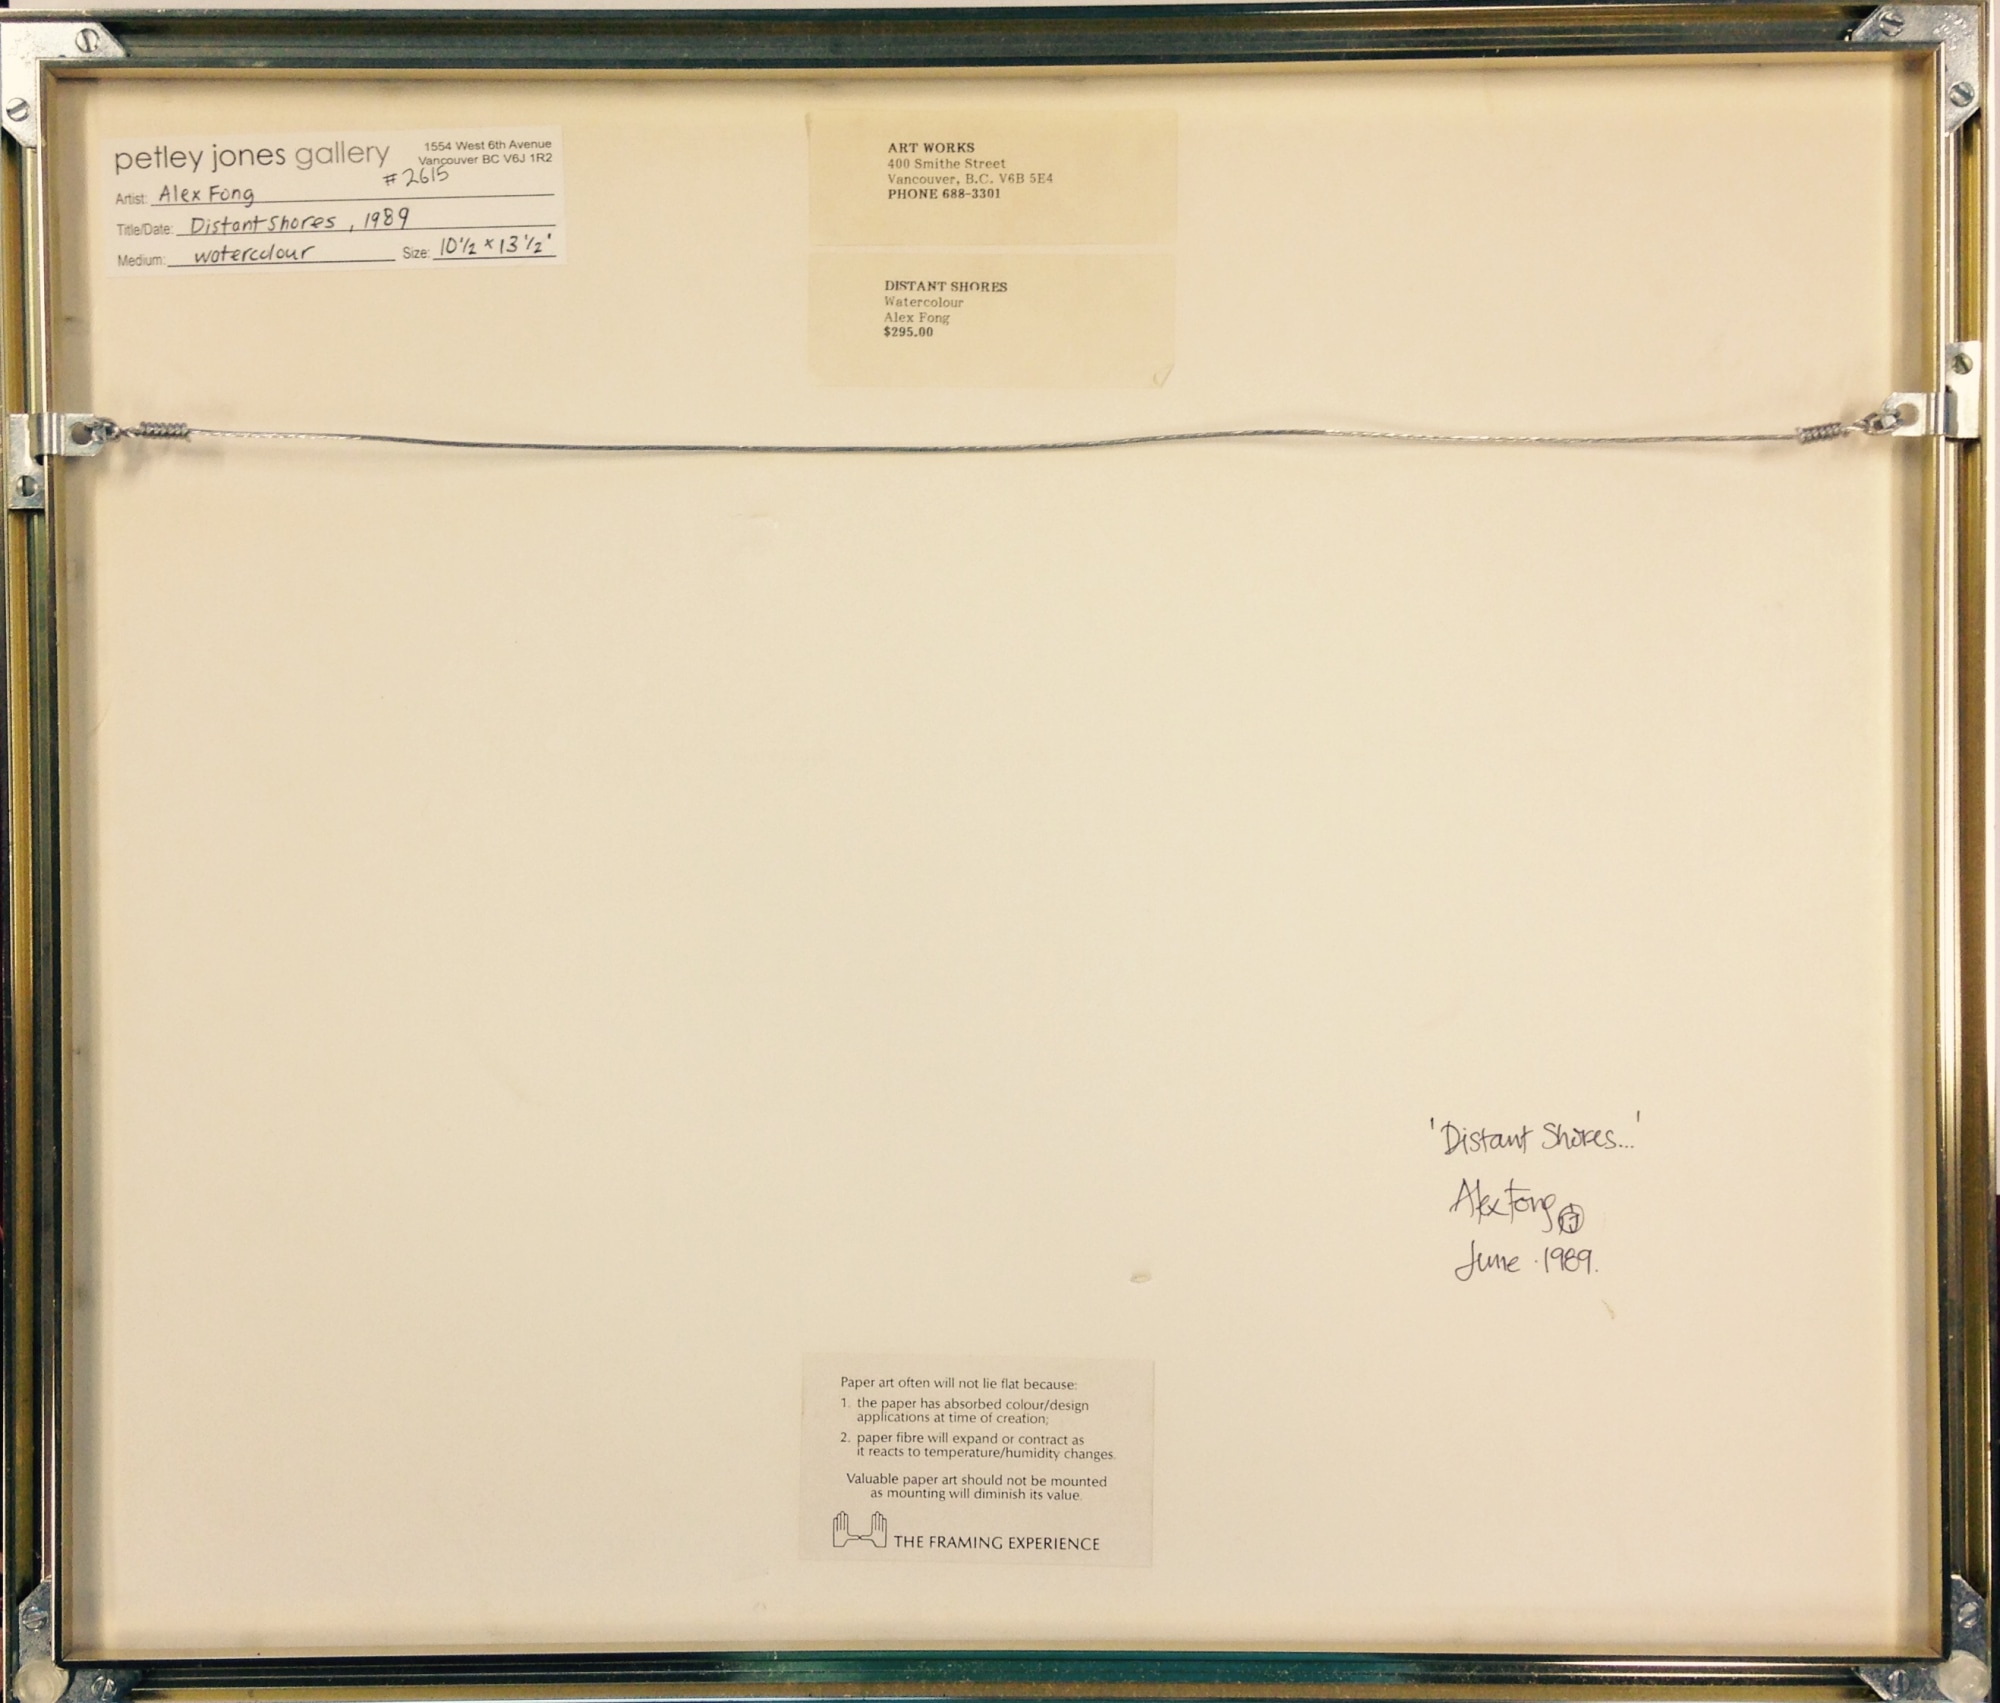 petley jones gallery
1554 West 6th Avenue
Vancouver BC V6J 1R2
# 2615
Artist: Alex Fong
Title/Date: Distant Shores, 1989
Medium: watercolour Size: 10 1/2 x 13 1/2"
ART WORKS
400 Smithe Street
Vancouver, B.C. V6B 5E4
PHONE 688-3301
DISTANT SHORES
Watercolour
Alex Fong
$295.00
'Distant Shores...'
Alex Fong
June · 1989.
Paper art often will not lie flat because:
1. the paper has absorbed colour/design
applications at time of creation;
2. paper fibre will expand or contract as
it reacts to temperature/humidity changes.
Valuable paper art should not be mounted
as mounting will diminish its value.
THE FRAMING EXPERIENCE